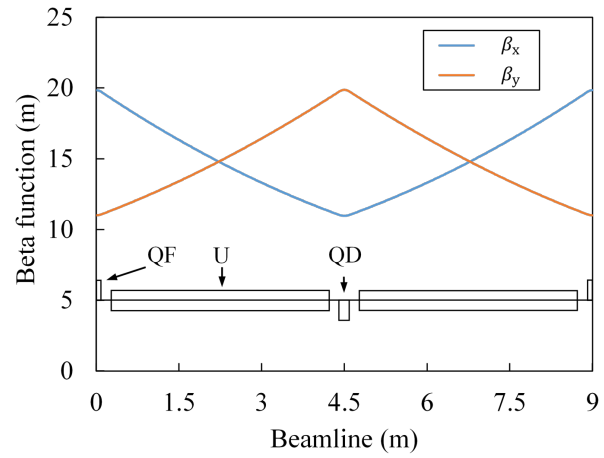 25
βx
βy
20
15
10
QF U QD
5
0
0 1.5 3 4.5 6 7.5 9
Beta function (m)
Beamline (m)